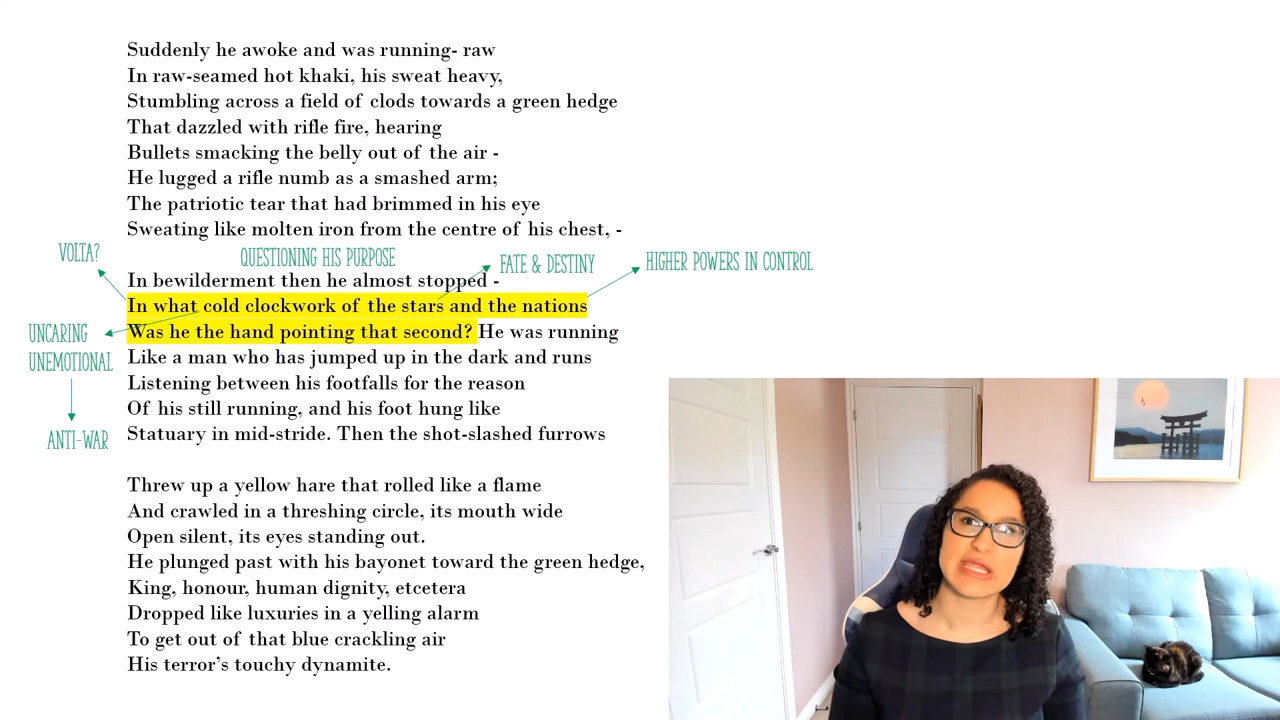 Suddenly he awoke and was running- raw
In raw-seamed hot khaki, his sweat heavy,
Stumbling across a field of clods towards a green hedge
That dazzled with rifle fire, hearing
Bullets smacking the belly out of the air -
He lugged a rifle numb as a smashed arm;
The patriotic tear that had brimmed in his eye
Sweating like molten iron from the centre of his chest, -
VOLTA?
QUESTIONING HIS PURPOSE
FATE & DESTINY
HIGHER POWERS IN CONTROL
In bewilderment then he almost stopped -
In what cold clockwork of the stars and the nations
Was he the hand pointing that second? He was running
UNCARING
UNEMOTIONAL
Like a man who has jumped up in the dark and runs
Listening between his footfalls for the reason
Of his still running, and his foot hung like
Statuary in mid-stride. Then the shot-slashed furrows
ANTI-WAR
Threw up a yellow hare that rolled like a flame
And crawled in a threshing circle, its mouth wide
Open silent, its eyes standing out.
He plunged past with his bayonet toward the green hedge,
King, honour, human dignity, etcetera
Dropped like luxuries in a yelling alarm
To get out of that blue crackling air
His terror's touchy dynamite.